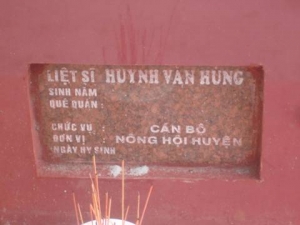 LIỆT SĨ HUỲNH VĂN HÙNG
SINH NĂM
QUÊ QUÁN :
CHỨC VỤ : CÁN BỘ
ĐƠN VỊ : NÔNG HỘI HUYỆN
NGÀY HY SINH